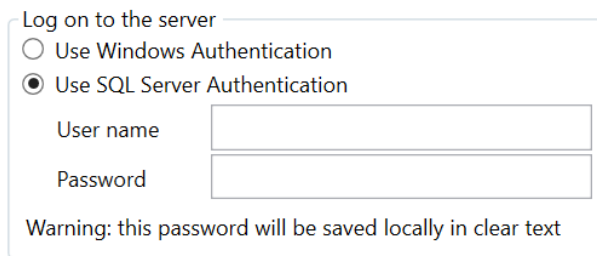 Log on to the server
Use Windows Authentication
Use SQL Server Authentication
User name
Password
Warning: this password will be saved locally in clear text